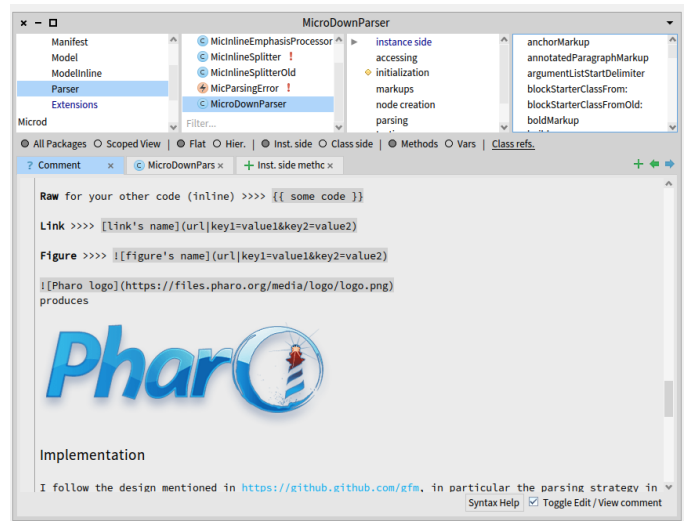 MicroDownParser
Manifest
Model
ModelInline
Parser
Extensions
Microd
MicInlineEmphasisProcessor
MicInlineSplitter !
MicInlineSplitterOld
MicParsingError !
MicroDownParser
Filter...
instance side
accessing
initialization
markups
node creation
parsing
anchorMarkup
annotatedParagraphMarkup
argumentListStartDelimiter
blockStarterClassFrom:
blockStarterClassFromOld:
boldMarkup
All Packages Scoped View | Flat Hier. | Inst. side Class side | Methods Vars | Class refs.
? Comment × MicroDownPars × Inst. side methc ×
Raw for your other code (inline) >>>> {{ some code }}
Link >>>> [link's name](url|key1=value1&key2=value2)
Figure >>>> ![figure's name](url|key1=value1&key2=value2)
![Pharo logo](https://files.pharo.org/media/logo/logo.png)
produces
Pharo
Implementation
I follow the design mentioned in https://github.github.com/gfm, in particular the parsing strategy in
Syntax Help Toggle Edit / View comment